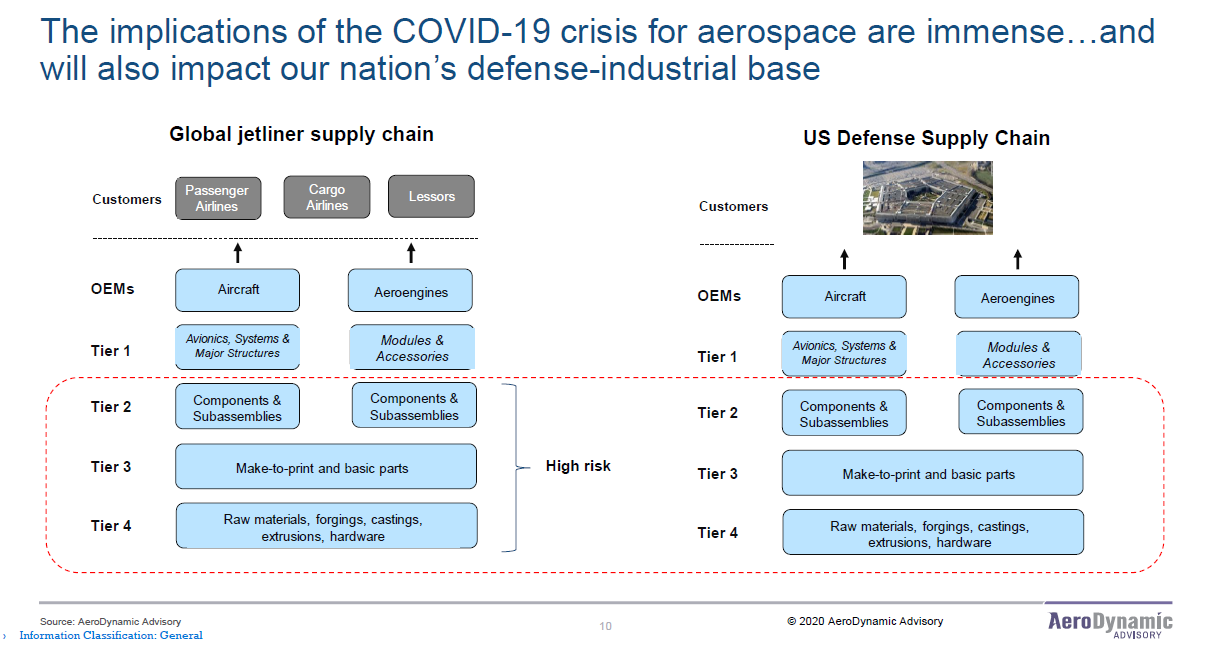 The implications of the COVID-19 crisis for aerospace are immense…and
will also impact our nation’s defense-industrial base
Global jetliner supply chain
Customers
Passenger
Airlines
Cargo
Airlines
Lessors
OEMs
Aircraft
Aeroengines
Tier 1
Avionics, Systems &
Major Structures
Modules &
Accessories
Tier 2
Components &
Subassemblies
Components &
Subassemblies
Tier 3
Make-to-print and basic parts
High risk
Tier 4
Raw materials, forgings, castings,
extrusions, hardware
US Defense Supply Chain
Customers
OEMs
Aircraft
Aeroengines
Tier 1
Avionics, Systems &
Major Structures
Modules &
Accessories
Tier 2
Components &
Subassemblies
Components &
Subassemblies
Tier 3
Make-to-print and basic parts
Tier 4
Raw materials, forgings, castings,
extrusions, hardware
Source: AeroDynamic Advisory
› Information Classification: General
10
© 2020 AeroDynamic Advisory
AeroDynamic
ADVISORY